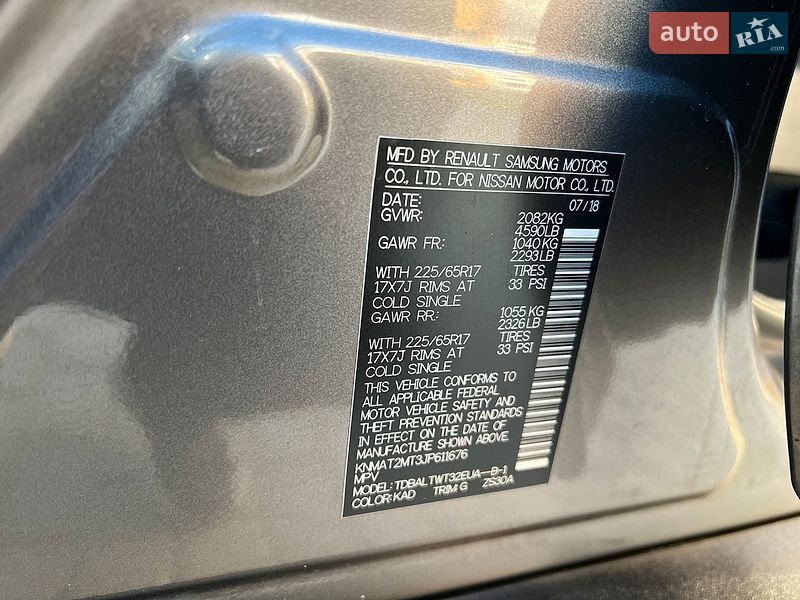 auto RIA
.com
MFD BY RENAULT SAMSUNG MOTORS
CO., LTD. FOR NISSAN MOTOR CO., LTD.
DATE: 07/18
GVWR: 2082KG
4590LB
GAWR FR: 1040KG
2293LB
WITH 225/65R17 TIRES
17X7J RIMS AT 33 PSI
COLD SINGLE
GAWR RR: 1055KG
2326LB
WITH 225/65R17 TIRES
17X7J RIMS AT 33 PSI
COLD SINGLE
THIS VEHICLE CONFORMS TO
ALL APPLICABLE FEDERAL
MOTOR VEHICLE SAFETY AND
THEFT PREVENTION STANDARDS
IN EFFECT ON THE DATE OF
MANUFACTURE SHOWN ABOVE
KNMAT2MT3JP611676
MPV
MODEL: TDBALTWT32EUA--B-1
COLOR: KAD TRIM:G ZS30A